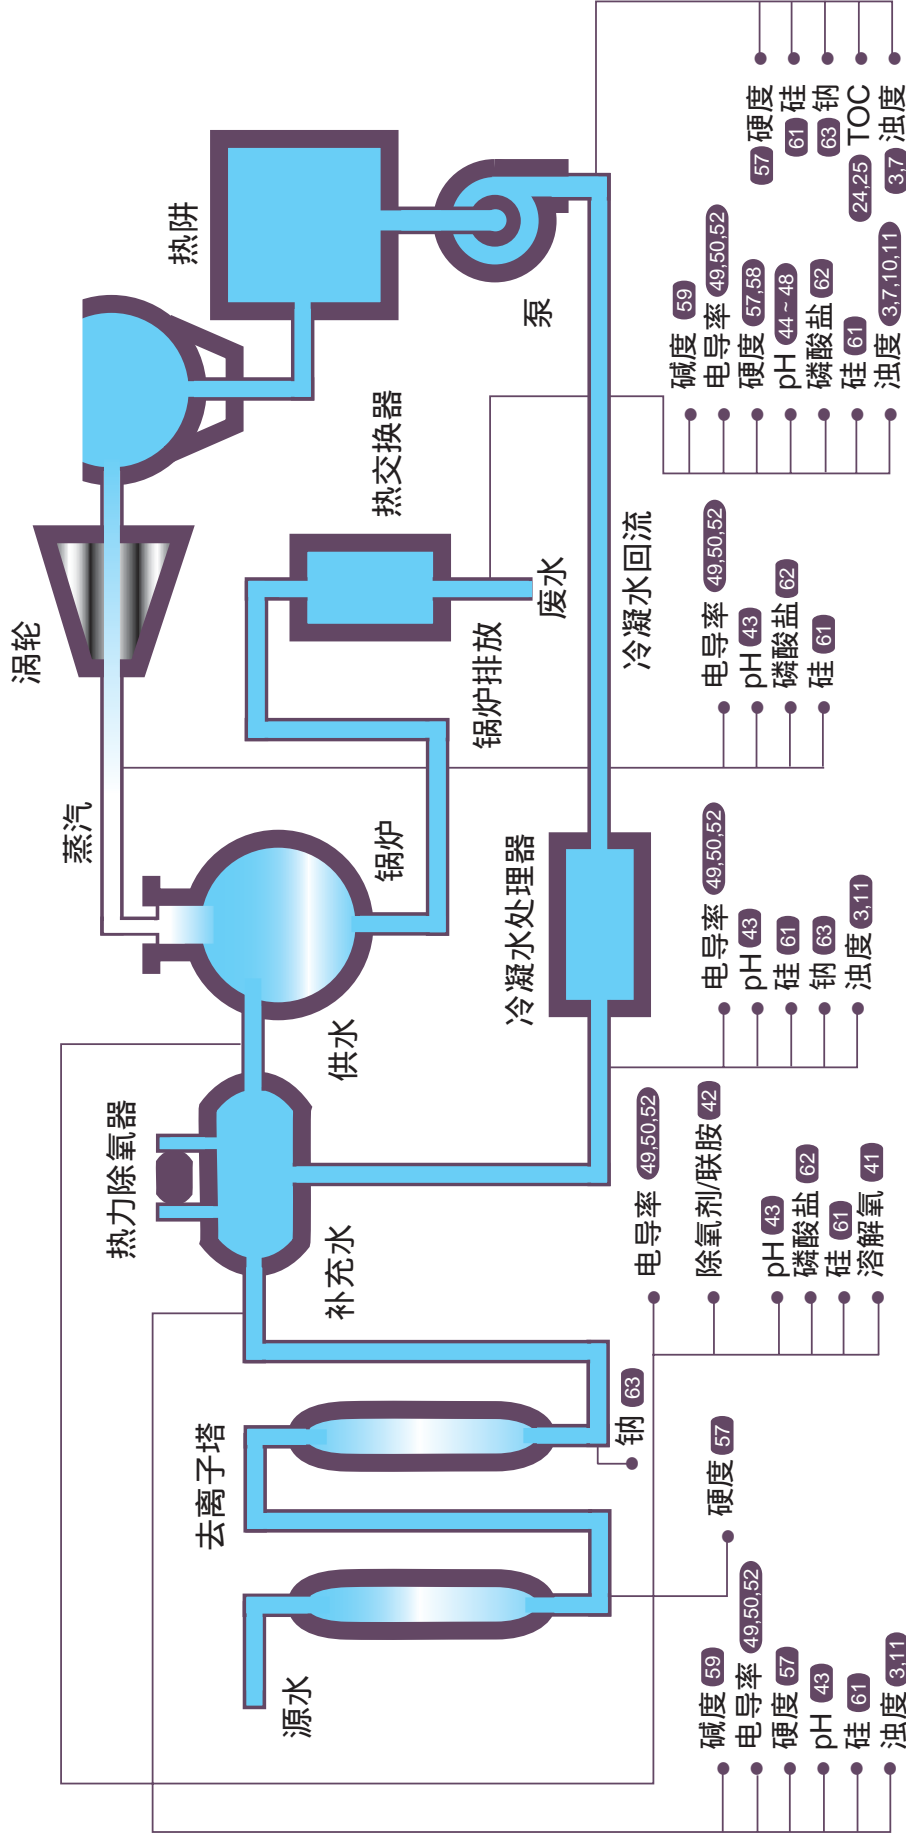 涡轮
蒸汽
热阱
热交换器
泵
锅炉
锅炉排放
废水
冷凝水回流
冷凝水处理器
热力除氧器
供水
补充水
去离子塔
源水
碱度 59
电导率 49,50,52
硬度 57
pH 43
硅 61
浊度 3,11
硬度 57
钠 63
电导率 49,50,52
除氧剂/联胺 42
pH 43
磷酸盐 62
硅 61
溶解氧 41
电导率 49,50,52
pH 43
硅 61
钠 63
浊度 3,11
电导率 49,50,52
pH 43
磷酸盐 62
硅 61
碱度 59
电导率 49,50,52
硬度 57,58
pH 44~48
磷酸盐 62
硅 61
浊度 3,7,10,11
57 硬度
61 硅
63 钠
24,25 TOC
3,7 浊度